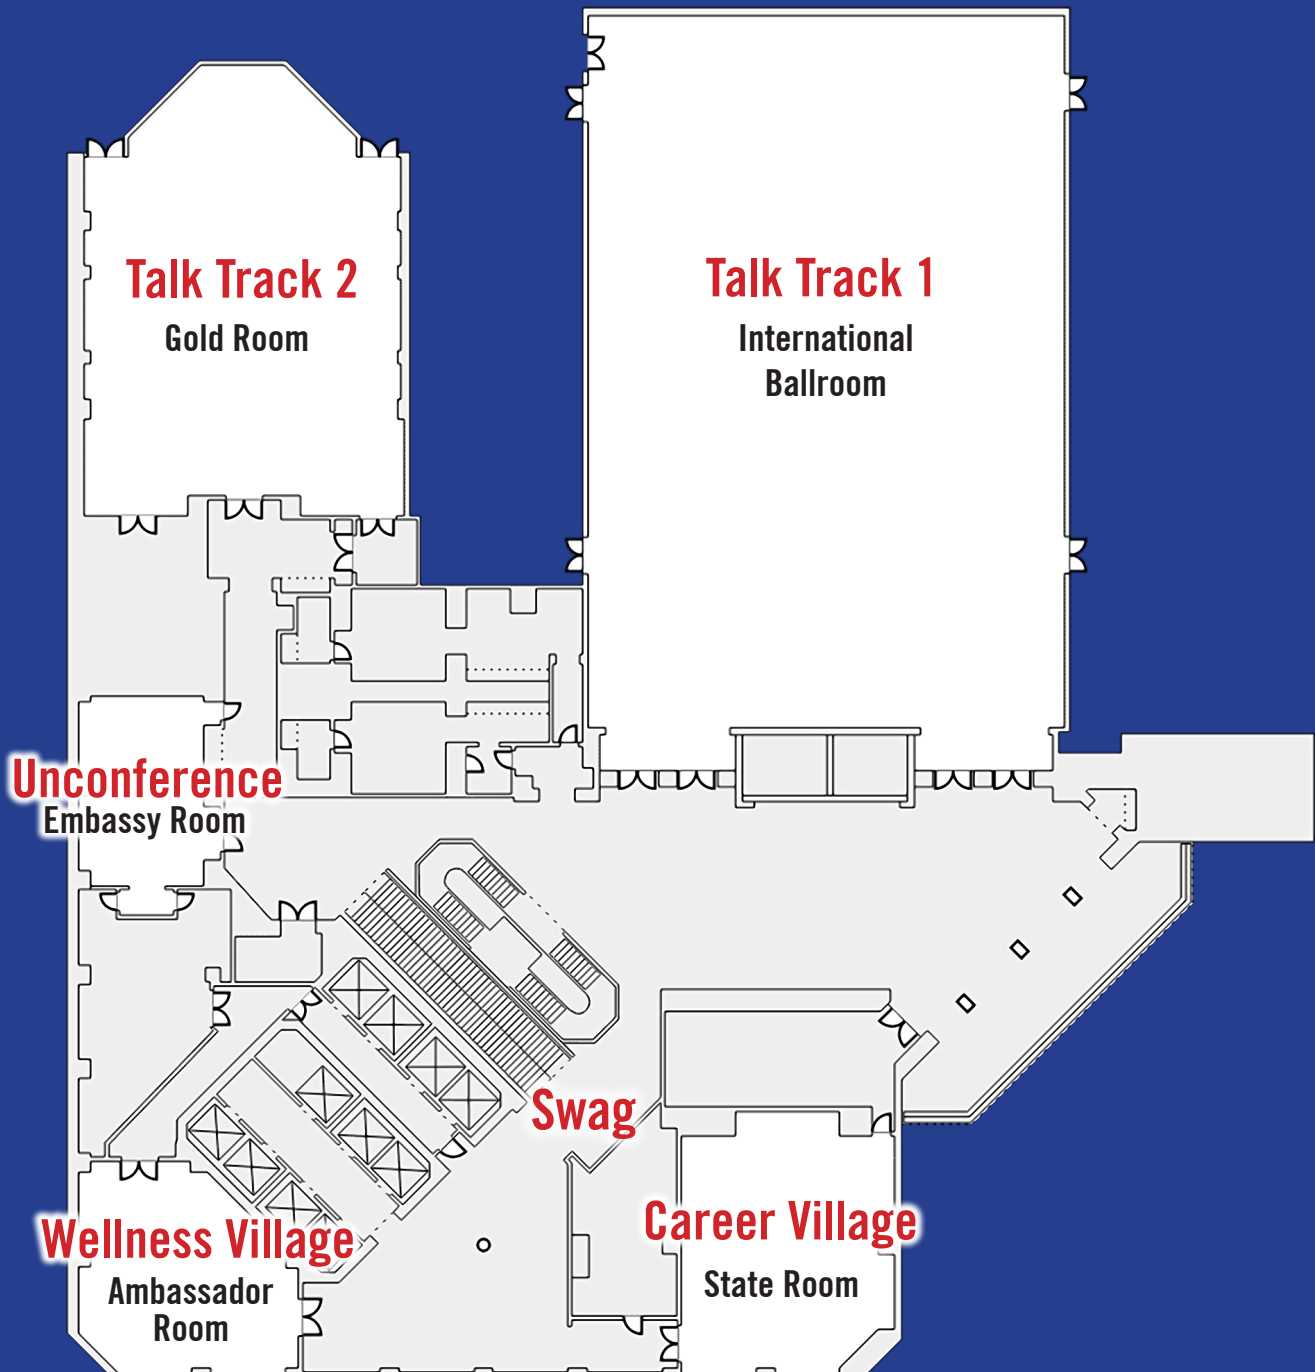 Talk Track 2
Gold Room
Talk Track 1
International
Ballroom
Unconference
Embassy Room
Swag
Wellness Village
Ambassador
Room
Career Village
State Room